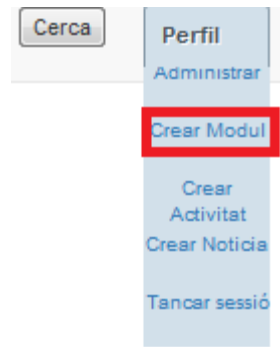 Cerca
Perfil
Administrar
Crear Modul
Crear
Activitat
Crear Noticia
Tancar sessió